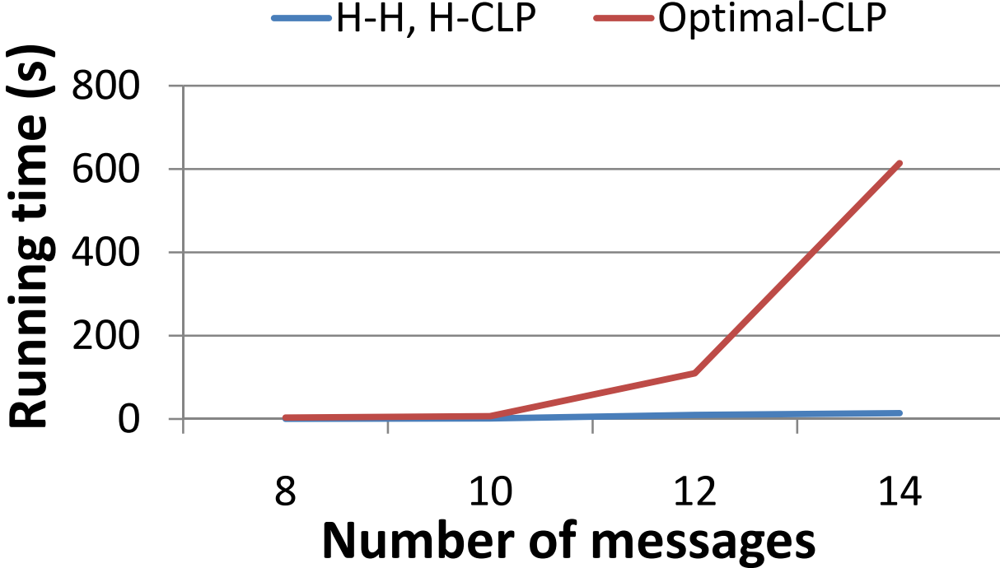 H-H, H-CLP Optimal-CLP
Running time (s)
800
600
400
200
0
8 10 12 14
Number of messages